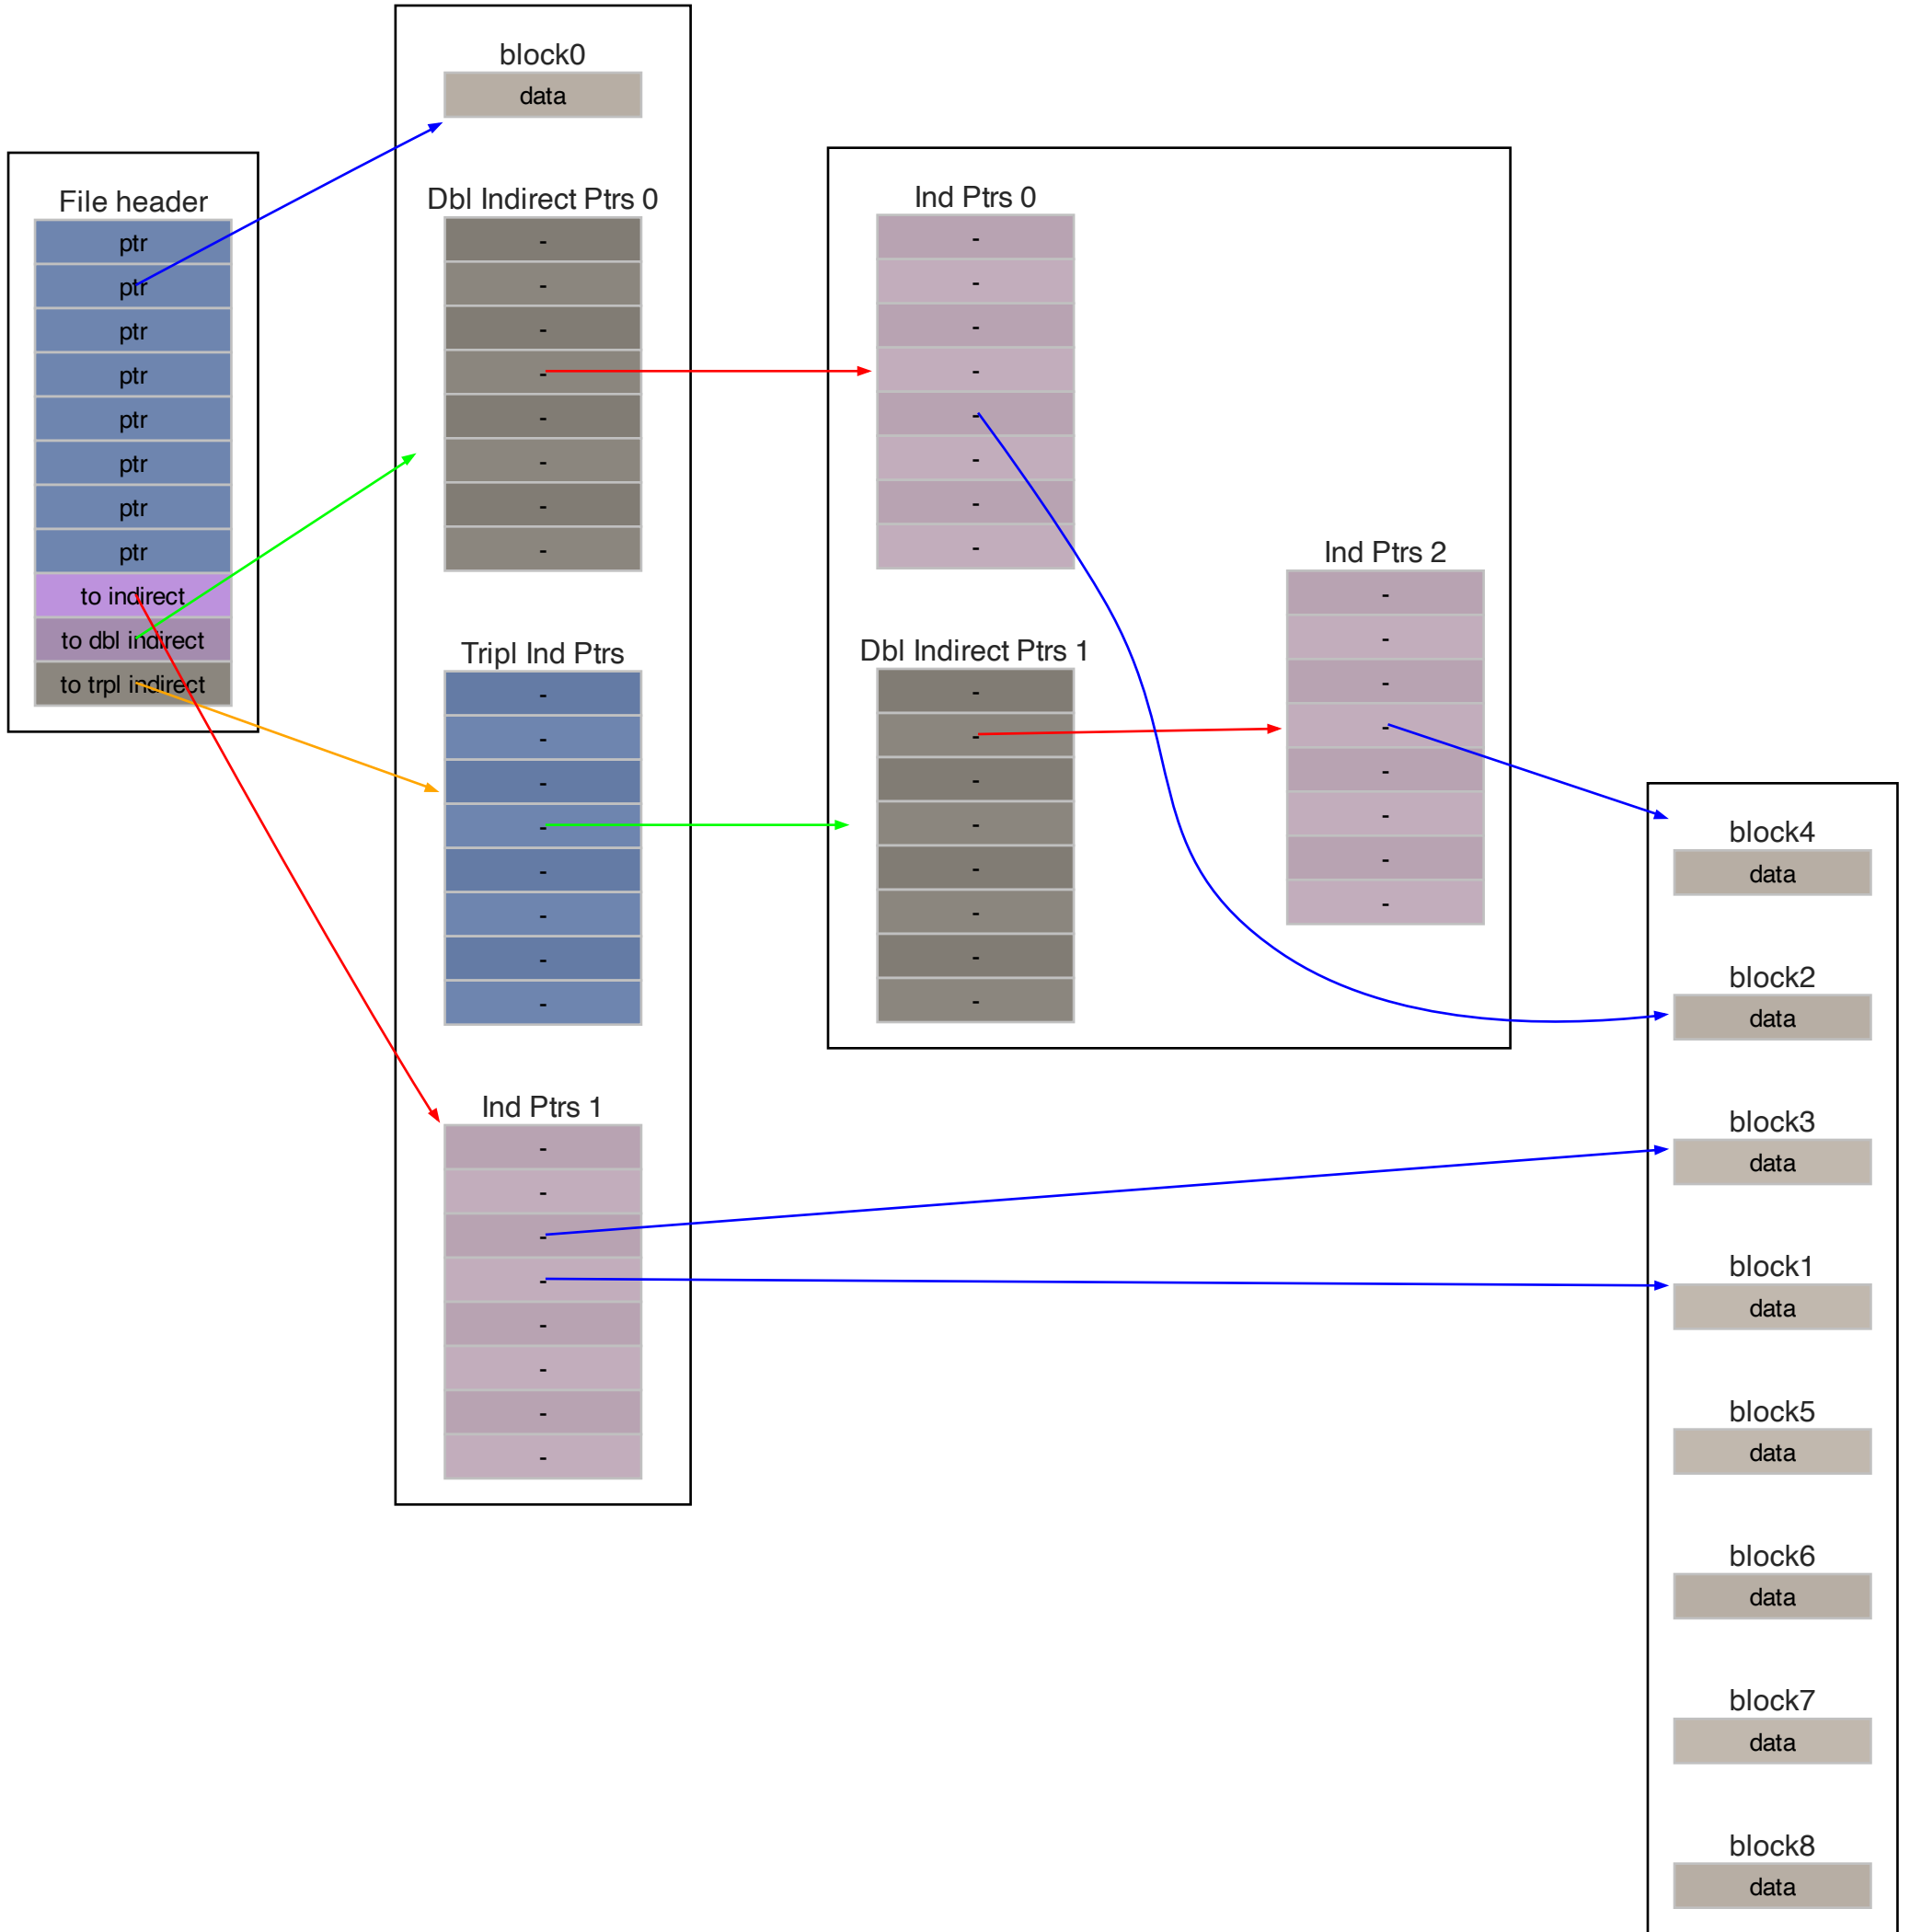 File header
ptr
ptr
ptr
ptr
ptr
ptr
ptr
ptr
to indirect
to dbl indirect
to trpl indirect
block0
data
Dbl Indirect Ptrs 0
-
-
-
-
-
-
-
-
Tripl Ind Ptrs
-
-
-
-
-
-
-
-
Ind Ptrs 1
-
-
-
-
-
-
-
-
Ind Ptrs 0
-
-
-
-
-
-
-
-
Dbl Indirect Ptrs 1
-
-
-
-
-
-
-
-
Ind Ptrs 2
-
-
-
-
-
-
-
-
block4
data
block2
data
block3
data
block1
data
block5
data
block6
data
block7
data
block8
data